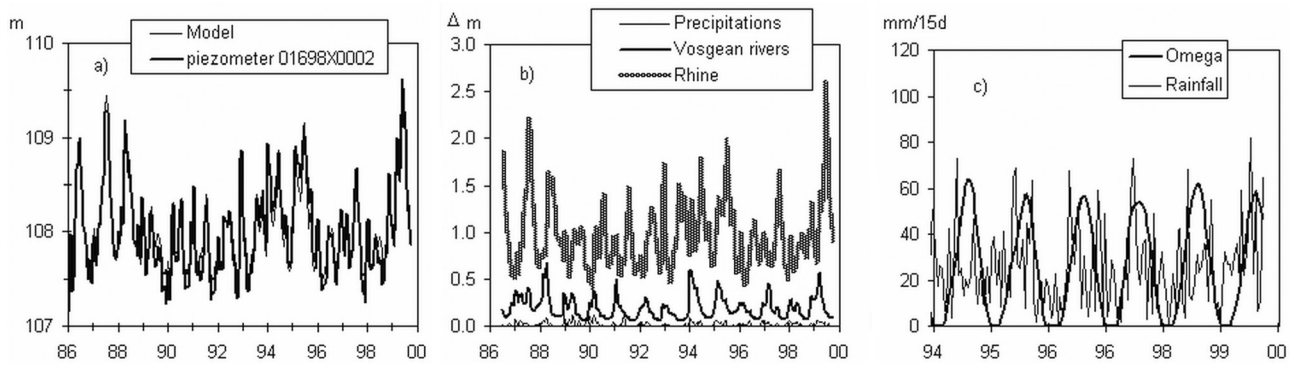 m
Model
piezometer 01698X0002
a)
110
109
108
107
86 88 90 92 94 96 98 00
Δ m
Precipitations
Vosgean rivers
Rhine
b)
3.0
2.5
2.0
1.5
1.0
0.5
0.0
86 88 90 92 94 96 98 00
mm/15d
Omega
Rainfall
c)
120
100
80
60
40
20
0
94 95 96 96 97 98 99 00